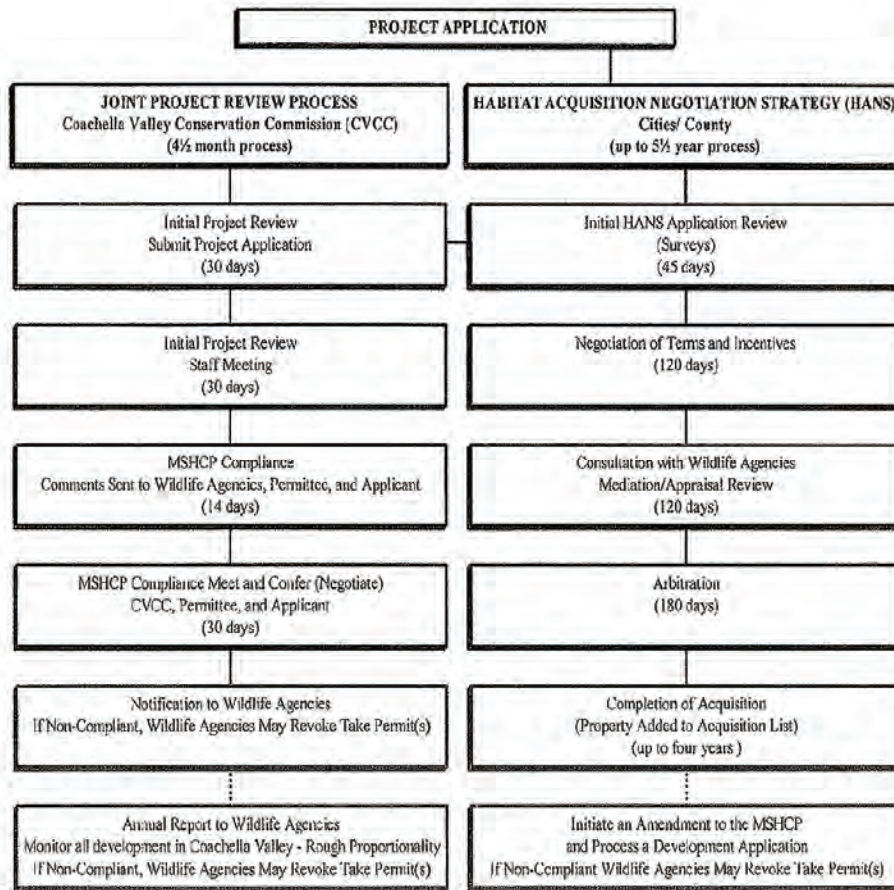 PROJECT APPLICATION
JOINT PROJECT REVIEW PROCESS
Coachella Valley Conservation Commission (CVCC)
(4½ month process)
Initial Project Review
Submit Project Application
(30 days)
Initial Project Review
Staff Meeting
(30 days)
MSHCP Compliance
Comments Sent to Wildlife Agencies, Permittee, and Applicant
(14 days)
MSHCP Compliance Meet and Confer (Negotiate)
CVCC, Permittee, and Applicant
(30 days)
Notification to Wildlife Agencies
If Non-Compliant, Wildlife Agencies May Revoke Take Permit(s)
Annual Report to Wildlife Agencies
Monitor all development in Coachella Valley - Rough Proportionality
If Non-Compliant, Wildlife Agencies May Revoke Take Permit(s)
HABITAT ACQUISITION NEGOTIATION STRATEGY (HANS)
Cities/ County
(up to 5½ year process)
Initial HANS Application Review
(Surveys)
(45 days)
Negotiation of Terms and Incentives
(120 days)
Consultation with Wildlife Agencies
Mediation/Appraisal Review
(120 days)
Arbitration
(180 days)
Completion of Acquisition
(Property Added to Acquisition List)
(up to four years )
Initiate an Amendment to the MSHCP
and Process a Development Application
If Non-Compliant Wildlife Agencies May Revoke Take Permit(s)